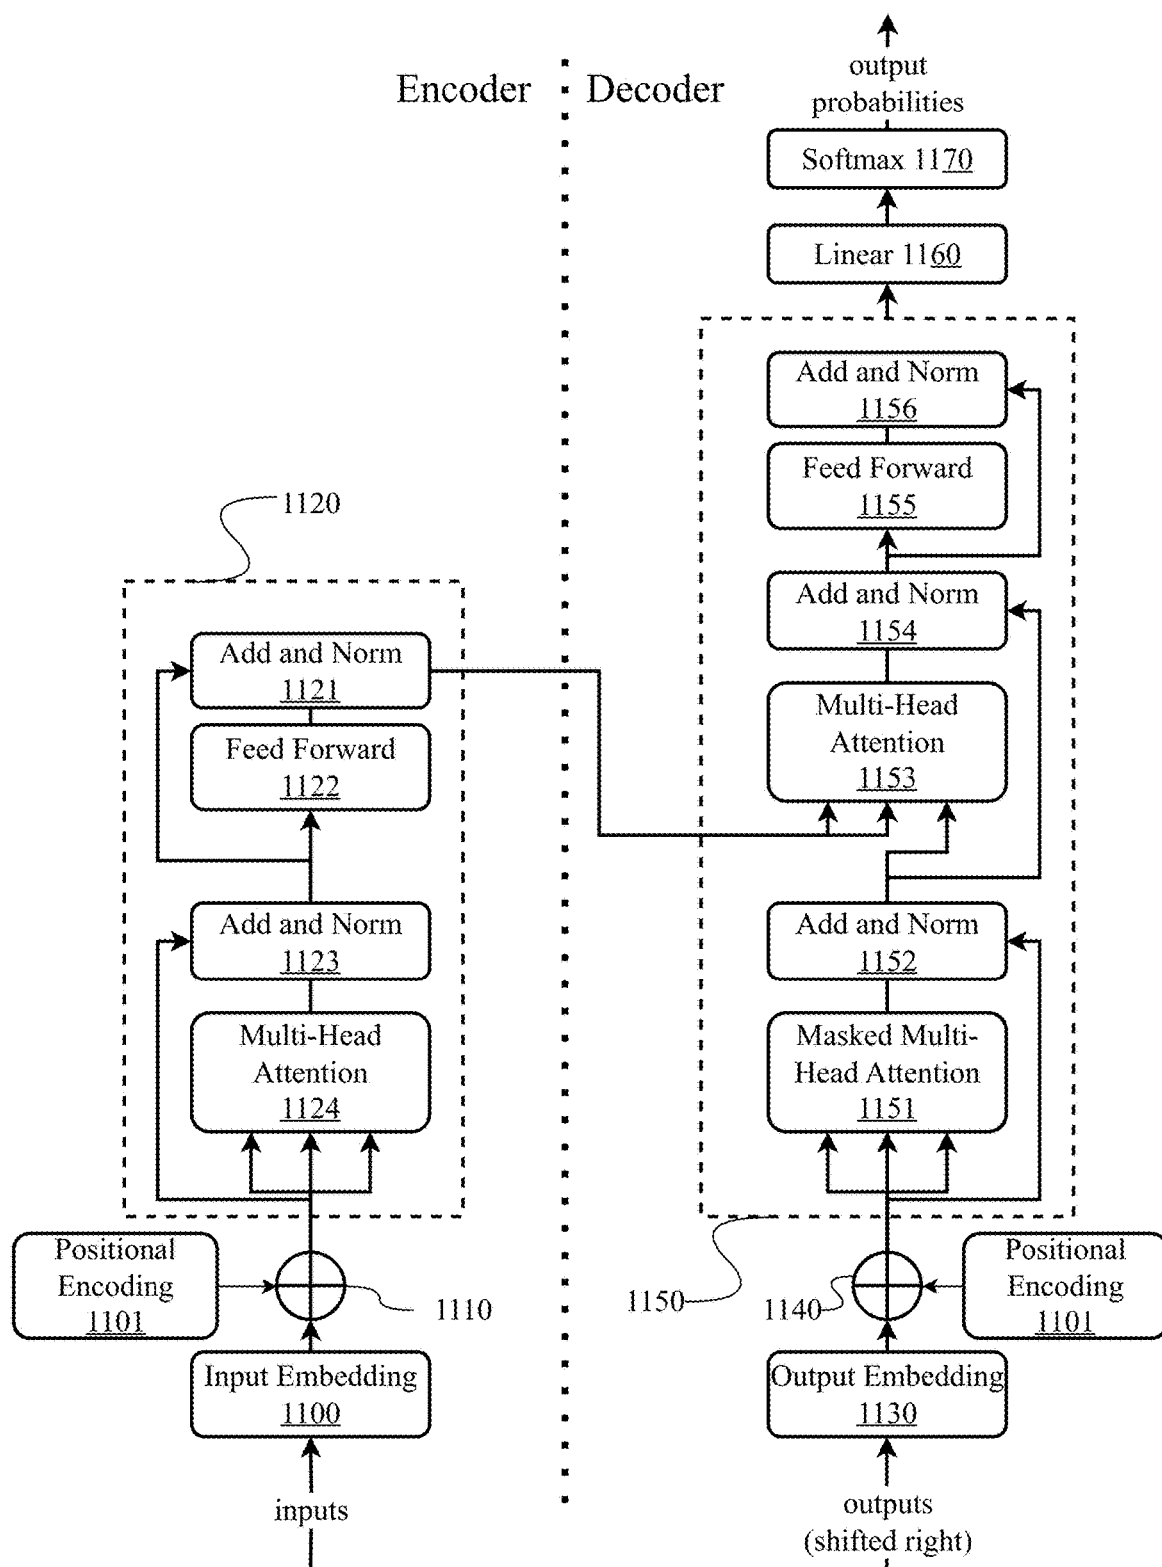 Encoder
Decoder
output
probabilities
Softmax 1170
Linear 1160
Add and Norm
1156
Feed Forward
1155
Add and Norm
1154
Multi-Head
Attention
1153
Add and Norm
1152
Masked Multi-
Head Attention
1151
1150
1140
Positional
Encoding
1101
Output Embedding
1130
outputs
(shifted right)
1120
Add and Norm
1121
Feed Forward
1122
Add and Norm
1123
Multi-Head
Attention
1124
Positional
Encoding
1101
1110
Input Embedding
1100
inputs